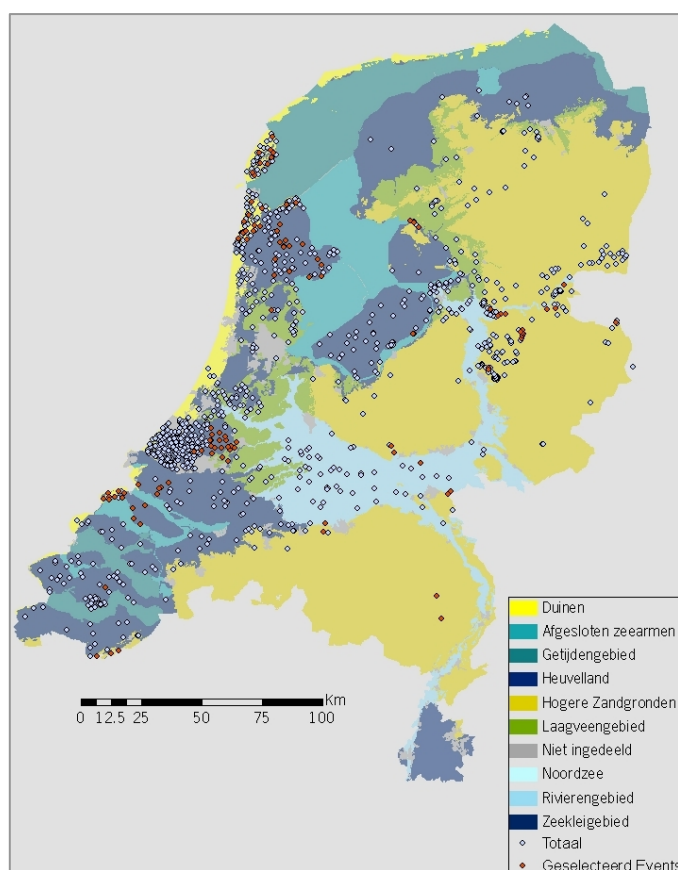 Duinen
Afgesloten zeearmen
Getijdengebied
Heuvelland
Hogere Zandgronden
Laagveengebied
Niet ingedeeld
Noordzee
Rivierengebied
Zeekleigebied
Totaal
Geselecteerd Events
Km
0 12.5 25 50 75 100